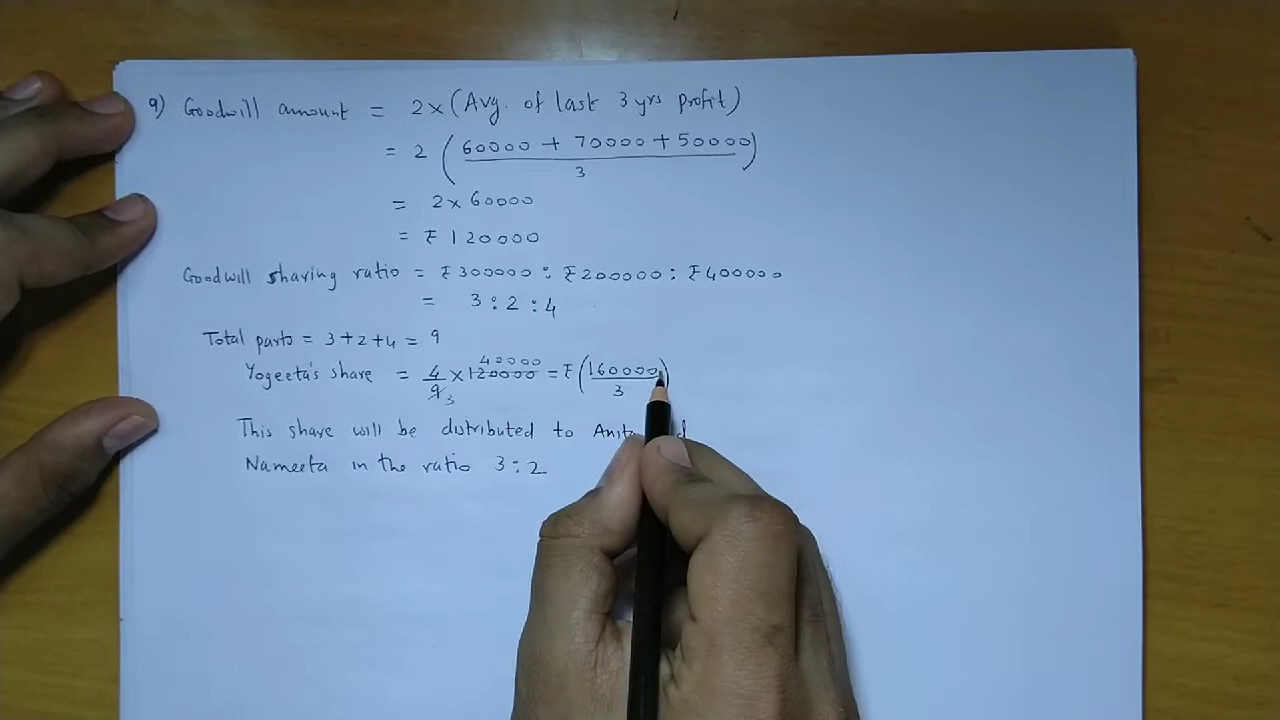 9) Goodwill amount = 2×(Avg. of last 3 yrs profit)
= 2 (60000 + 70000 + 50000 / 3)
= 2×60000
= ₹120000
Goodwill sharing ratio = ₹300000 : ₹200000 : ₹400000
= 3:2:4
Total parts = 3+2+4 = 9
40000
Yogeeta's share = 4/9 × 120000 = ₹(160000/3)
3
This share will be distributed to
Nameeta in the ratio 3:2